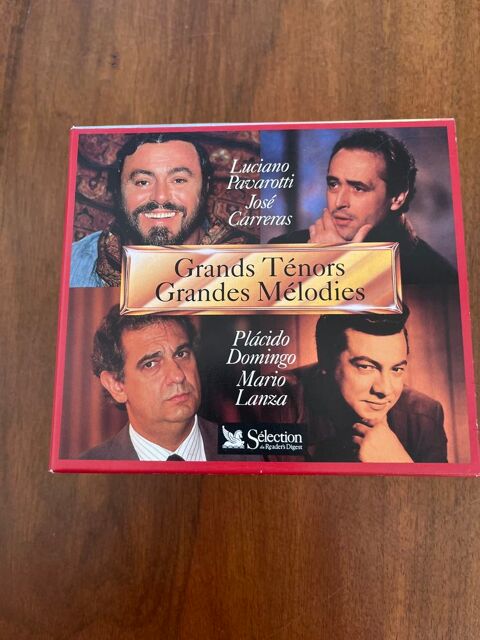 Luciano
Pavarotti
José
Carreras
Grands Ténors
Grandes Mélodies
Plácido
Domingo
Mario
Lanza
Sélection
du Reader's Digest